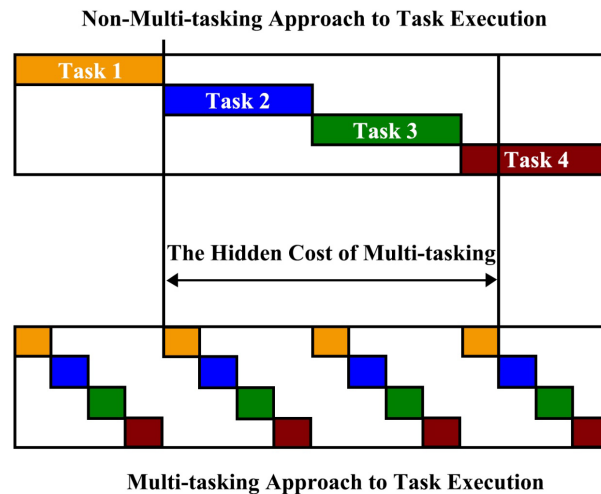 Non-Multi-tasking Approach to Task Execution
Task 1
Task 2
Task 3
Task 4
The Hidden Cost of Multi-tasking
Multi-tasking Approach to Task Execution